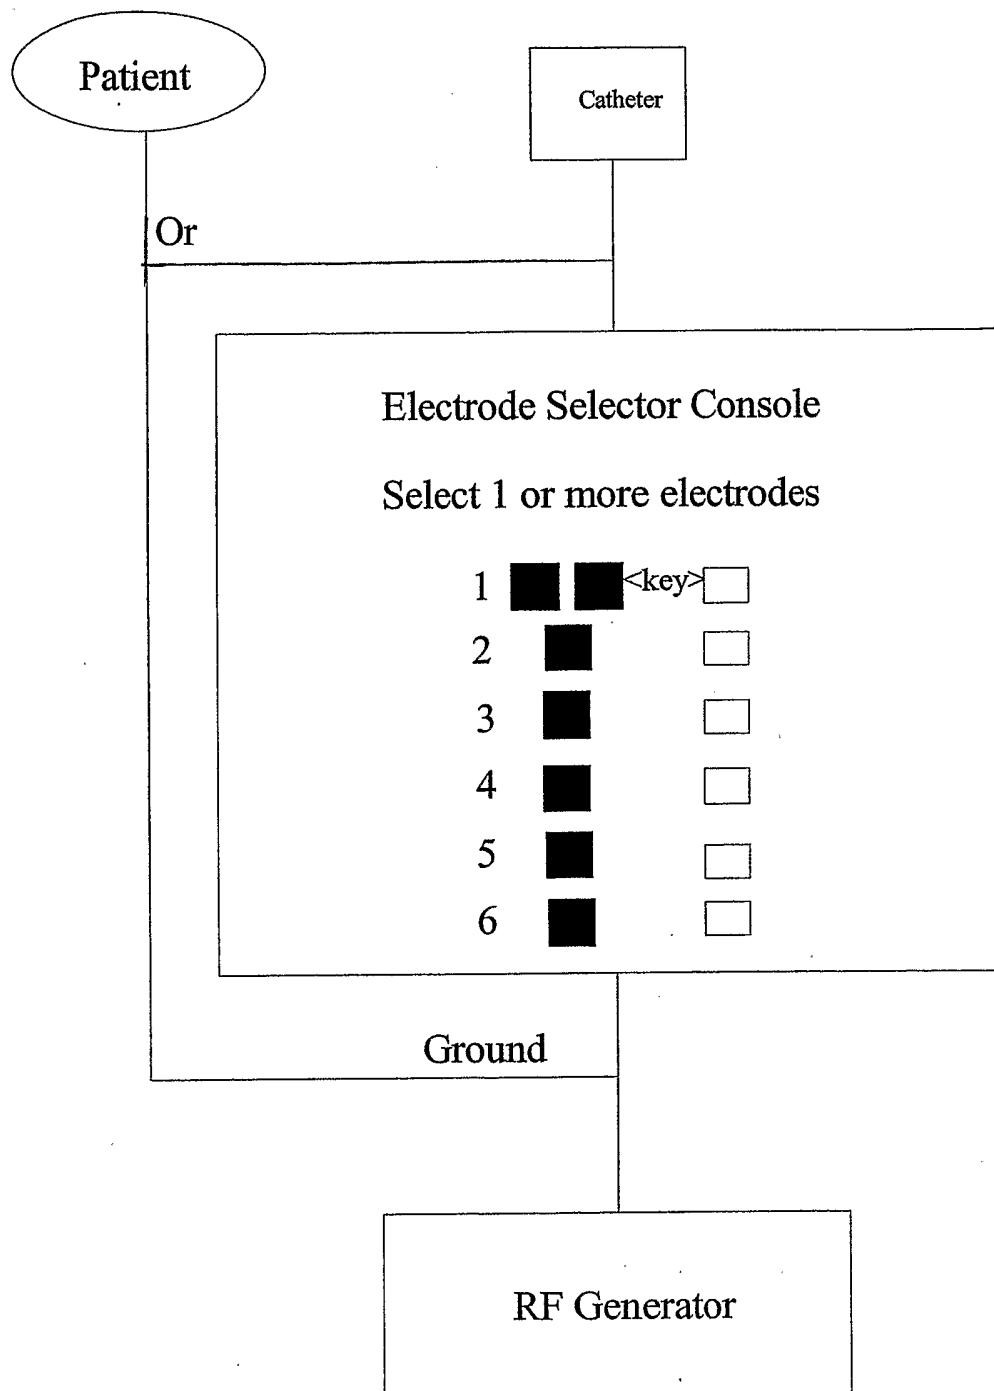 Patient
Catheter
Or
Electrode Selector Console
Select 1 or more electrodes
1 <key>
2
3
4
5
6
Ground
RF Generator